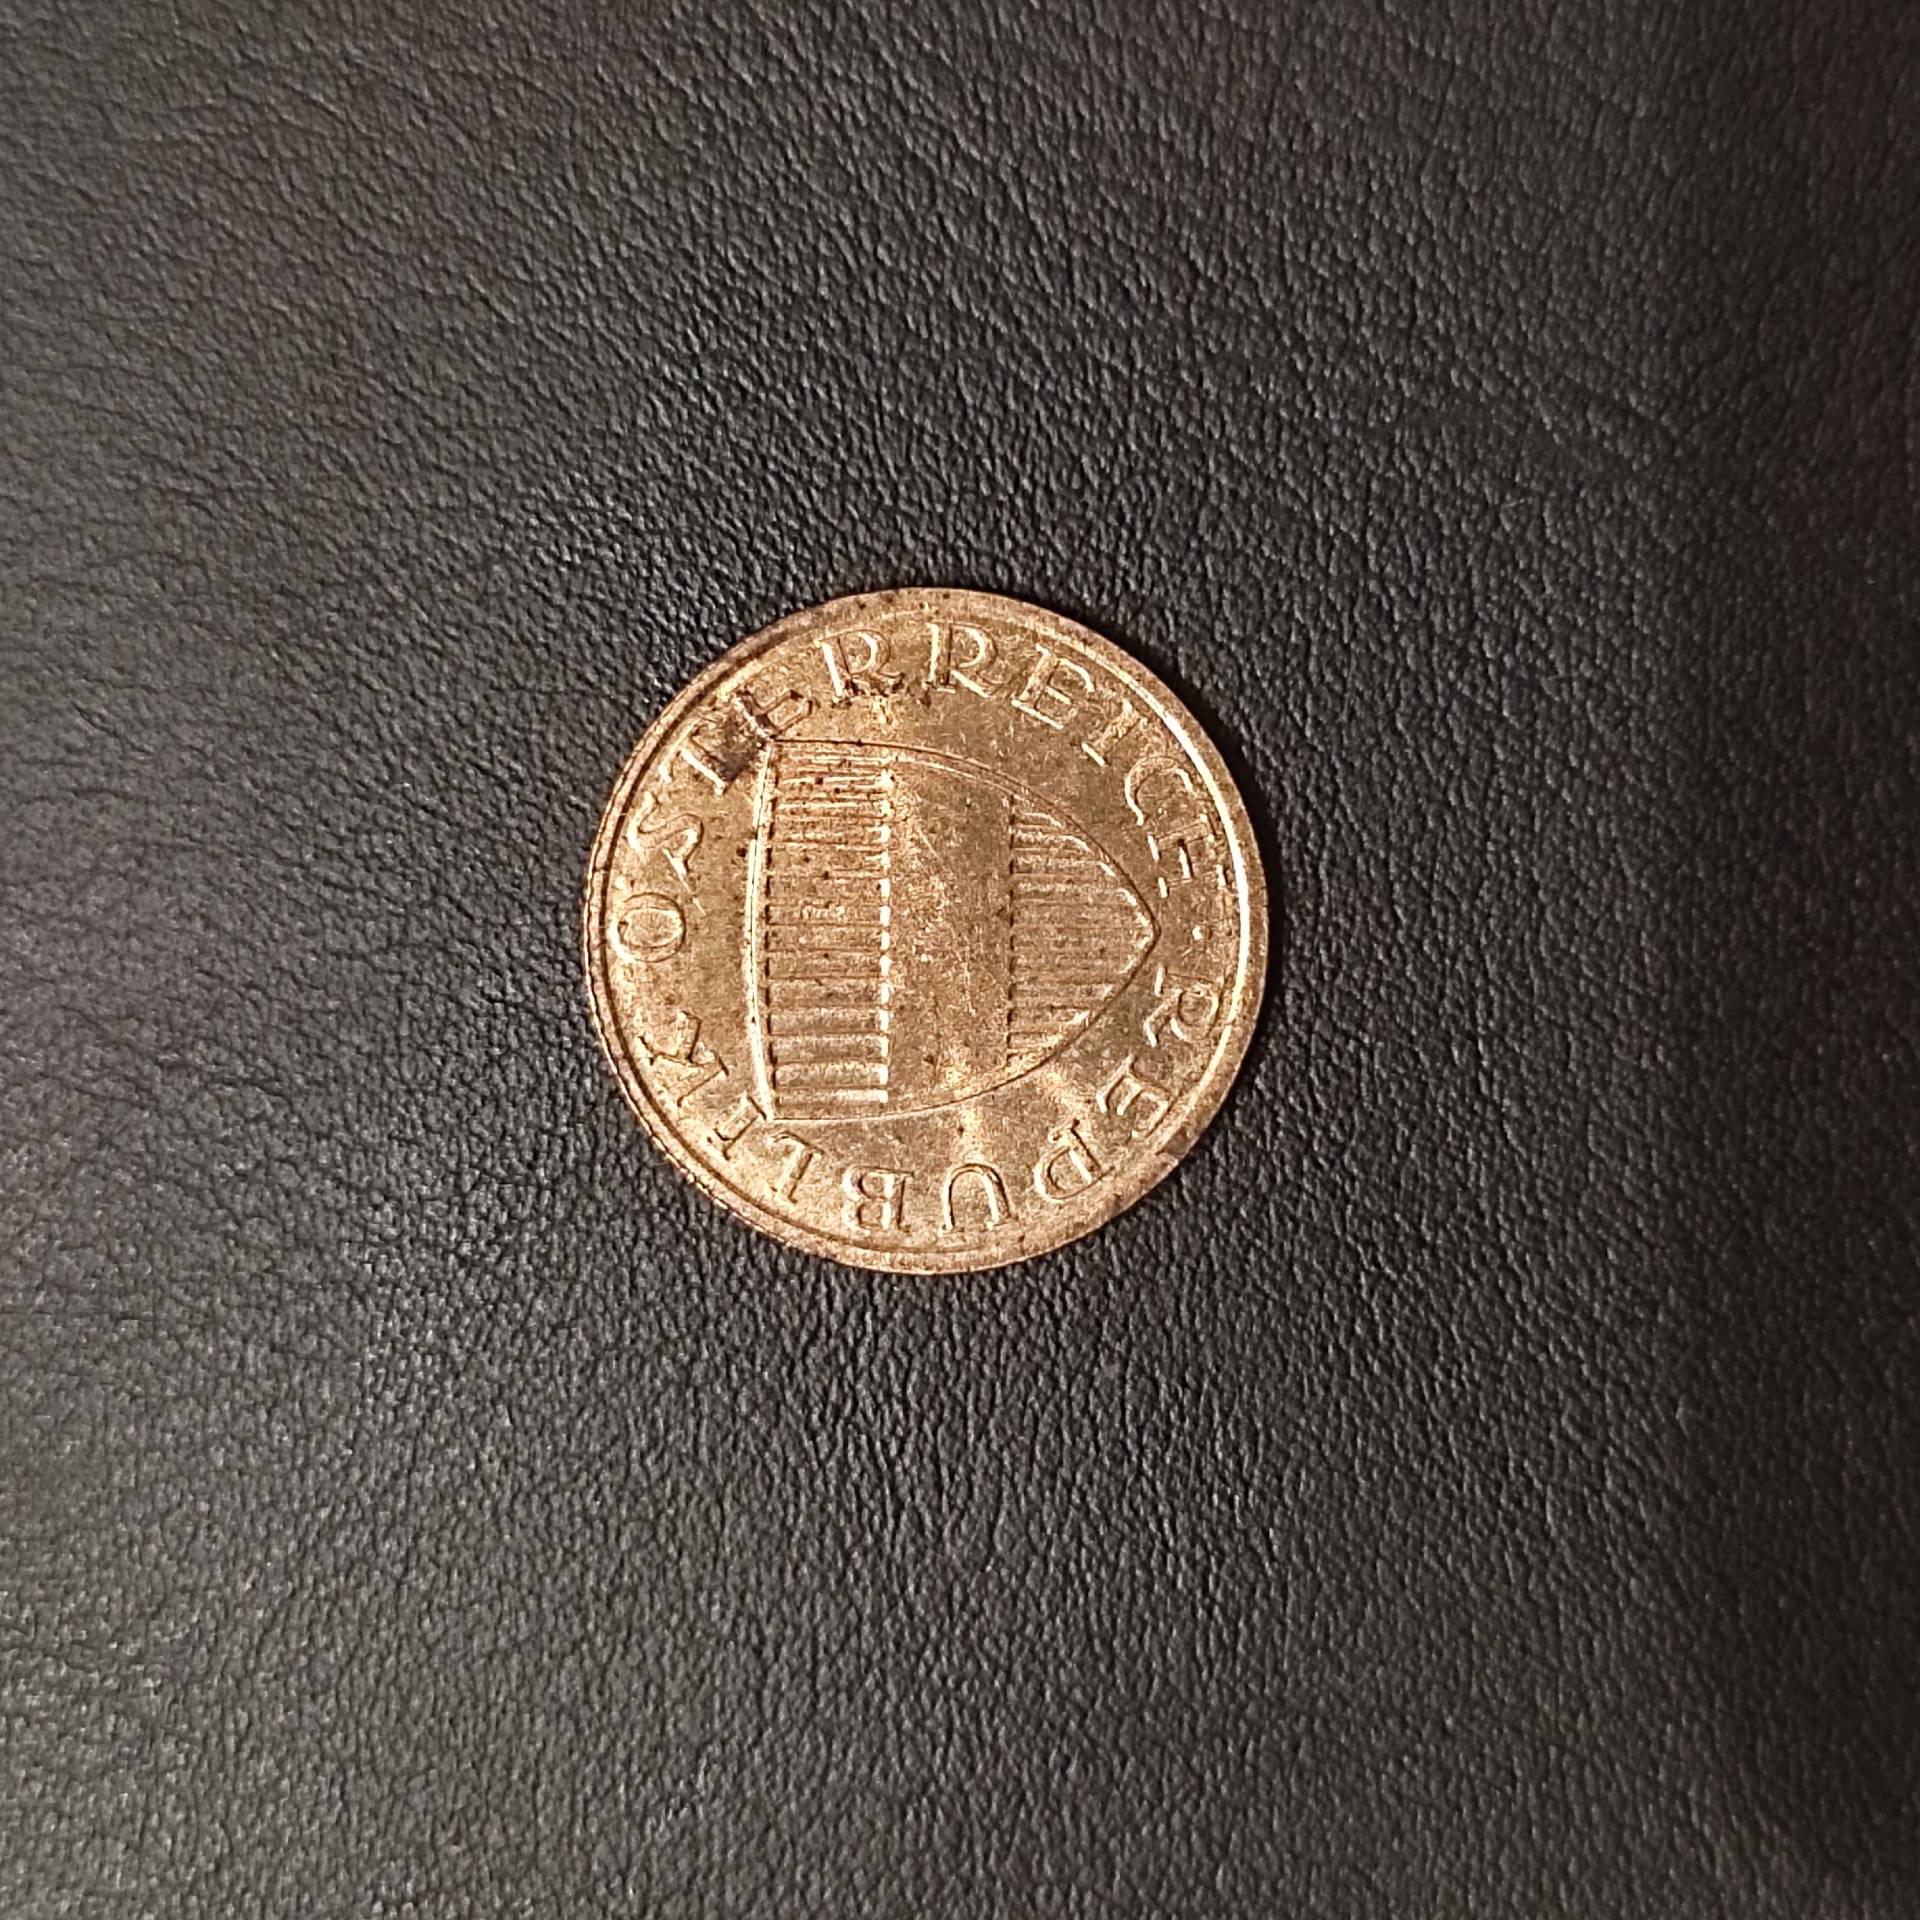 REPUBLIK · ÖSTERREICH ·